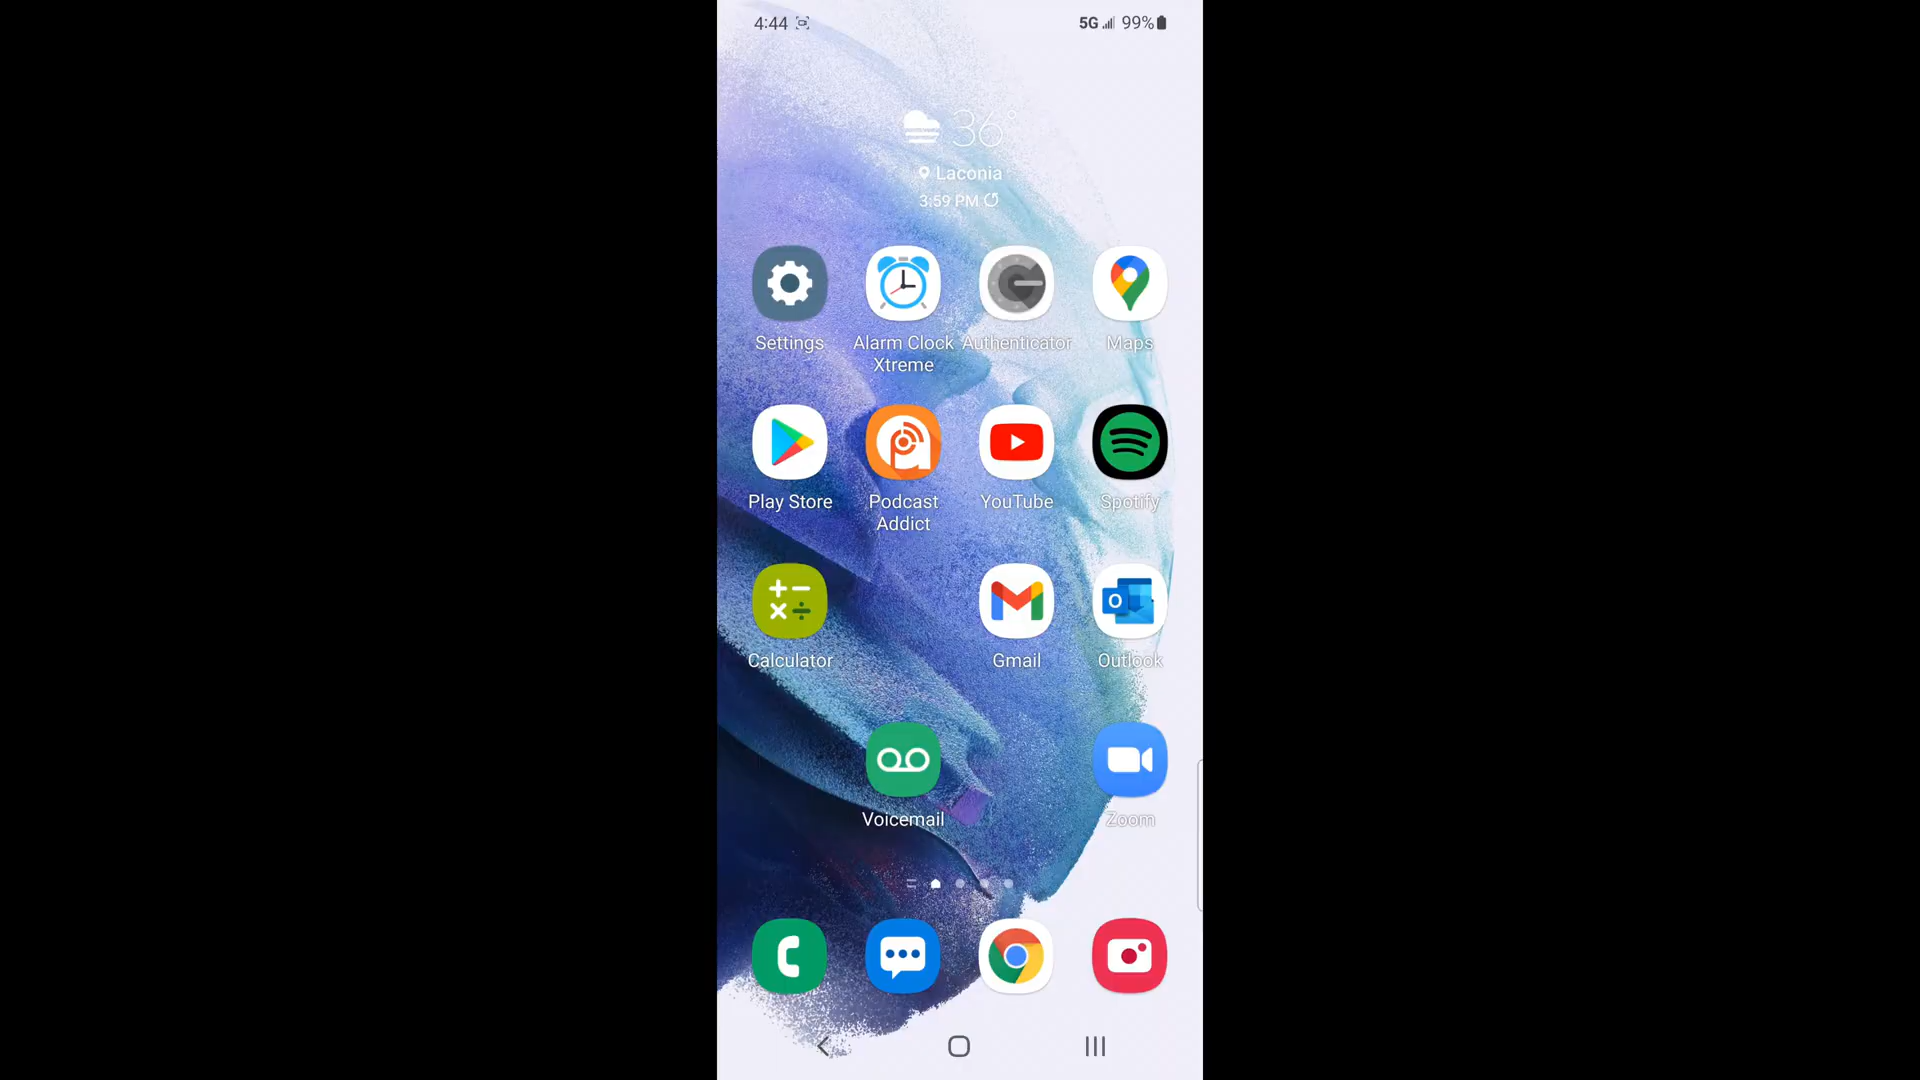 4:44 5G 99%
36°
Laconia
3:59 PM
Settings
Alarm Clock Xtreme
Authenticator
Maps
Play Store
Podcast Addict
YouTube
Spotify
Calculator
Gmail
O
Outlook
Voicemail
Zoom